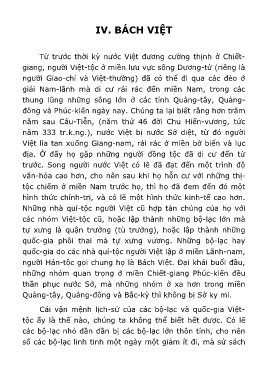 IV. BÁCH VIỆT
Từ trước thời kỳ nước Việt đương cường thịnh ở Chiết-
giang, người Việt-tộc ở miền lưu vực sông Dương-tử (riêng là
người Giao-chỉ và Việt-thường) đã có thể đi qua các đèo ở
giải Nam-lãnh mà di cư rải rác đến miền Nam, trong các
thung lũng những sông lớn ở các tỉnh Quảng-tây, Quảng-
đông và Phúc-kiến ngày nay. Chúng ta lại biết rằng hơn trăm
năm sau Câu-Tiễn, (năm thứ 46 đời Chu Hiển-vương, tức
năm 333 tr.k.ng.), nước Việt bị nước Sở diệt, từ đó người
Việt lìa tan xuống Giang-nam, rải rác ở miền bờ biển và lục
địa. Ở đấy họ gặp những người đồng tộc đã di cư đến từ
trước. Song người nước Việt có lẽ đã đạt đến một trình độ
văn-hóa cao hơn, cho nên sau khi họ hỗn cư với những thị-
tộc chiếm ở miền Nam trước họ, thì họ đã đem đến đó một
hình thức chính-trị, và có lẽ một hình thức kinh-tế cao hơn.
Những nhà quí-tộc người Việt cũ hợp tán chúng của họ với
các nhóm Việt-tộc cũ, hoặc lập thành những bộ-lạc lớn mà
tự xưng là quận trưởng (tù trưởng), hoặc lập thành những
quốc-gia phôi thai mà tự xưng vương. Những bộ-lạc hay
quốc-gia do các nhà quí-tộc người Việt lập ở miền Lãnh-nam,
người Hán-tộc gọi chung họ là Bách Việt. Đại khái buổi đầu,
những nhóm quan trọng ở miền Chiết-giang Phúc-kiến đều
thần phục nước Sở, mà những nhóm ở xa hơn trong miền
Quảng-tây, Quảng-đông và Bắc-kỳ thì không bị Sở ky mi.
Cái vận mệnh lịch-sử của các bộ-lạc và quốc-gia Việt-
tộc ấy là thế nào, chúng ta không thể biết hết được. Có lẽ
các bộ-lạc nhỏ dần dần bị các bộ-lạc lớn thôn tính, cho nên
số các bộ-lạc linh tinh một ngày một giảm ít đi, mà số sách